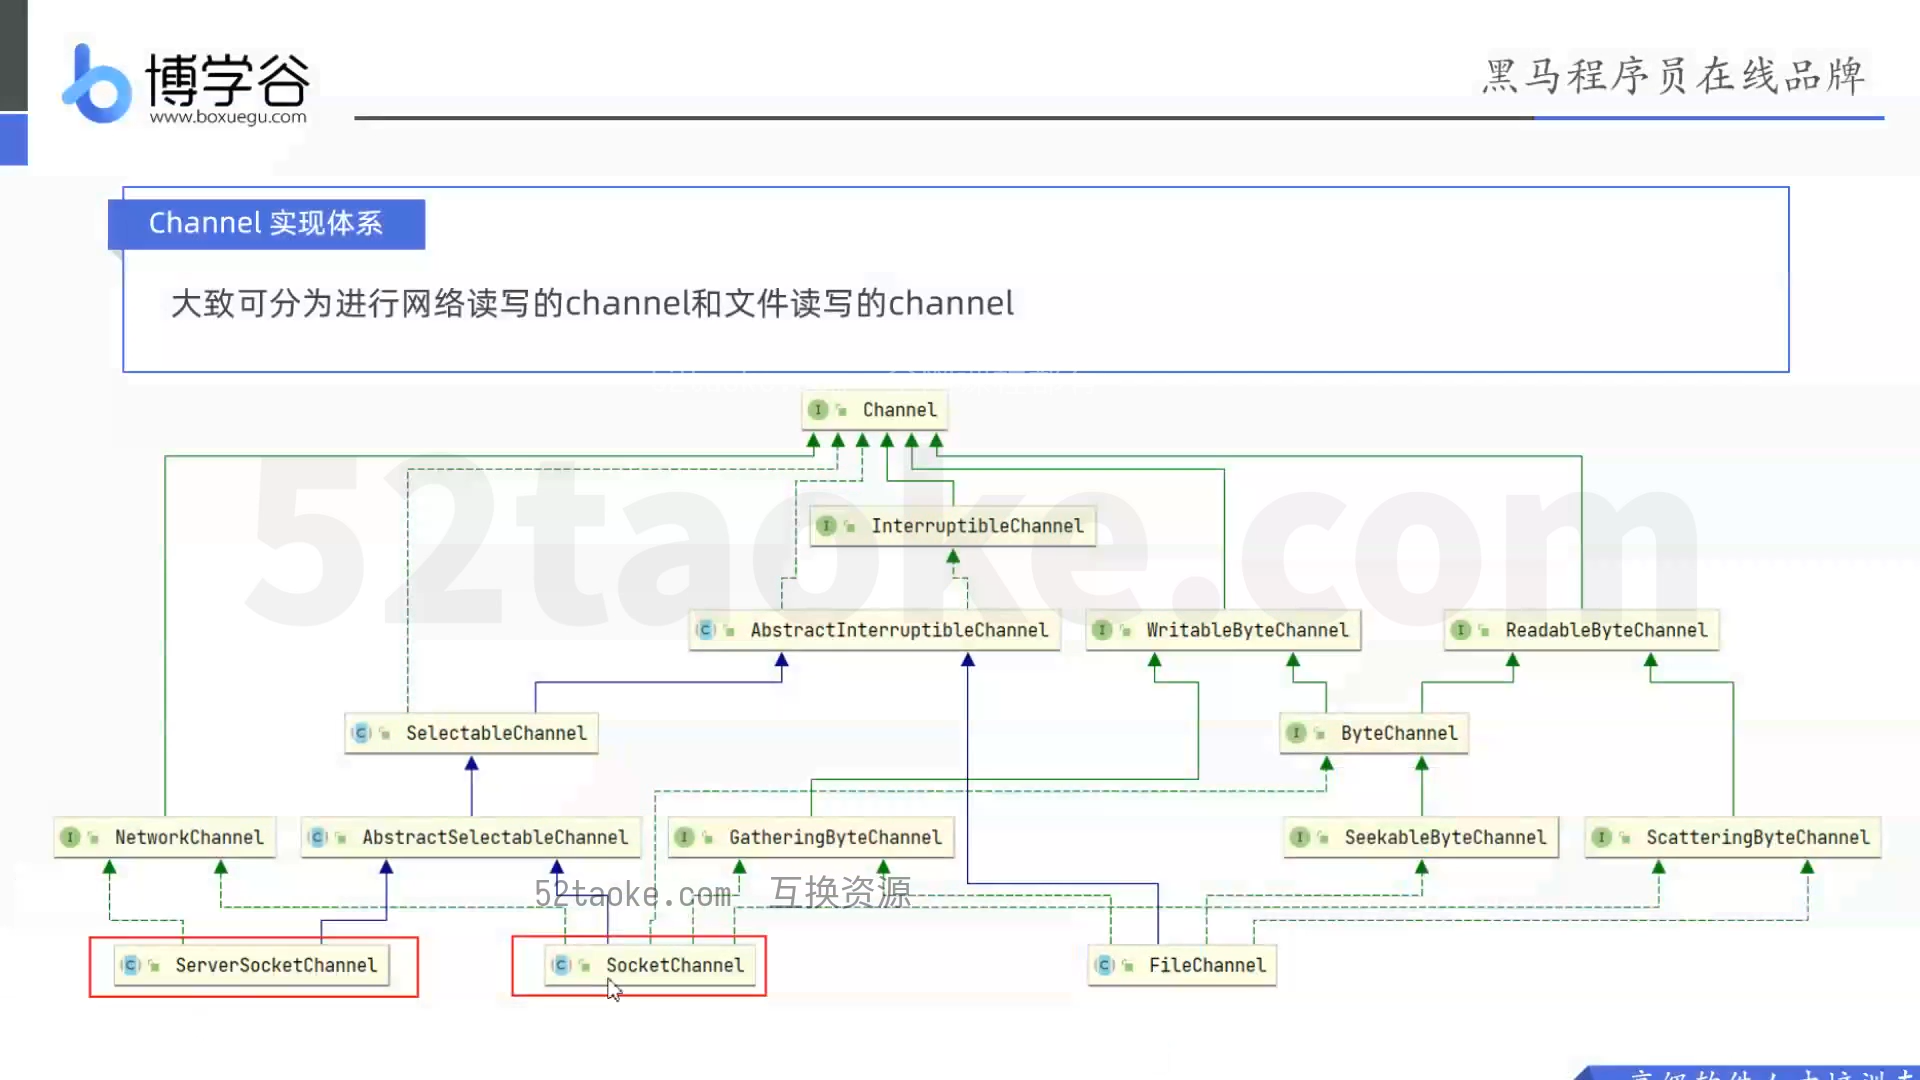 博学谷
www.boxuegu.com
黑马程序员在线品牌
Channel 实现体系
大致可分为进行网络读写的channel和文件读写的channel
Channel
InterruptibleChannel
AbstractInterruptibleChannel
WritableByteChannel
ReadableByteChannel
SelectableChannel
ByteChannel
NetworkChannel
AbstractSelectableChannel
GatheringByteChannel
SeekableByteChannel
ScatteringByteChannel
52taoke.com
52taoke.com 互换资源
ServerSocketChannel
SocketChannel
FileChannel